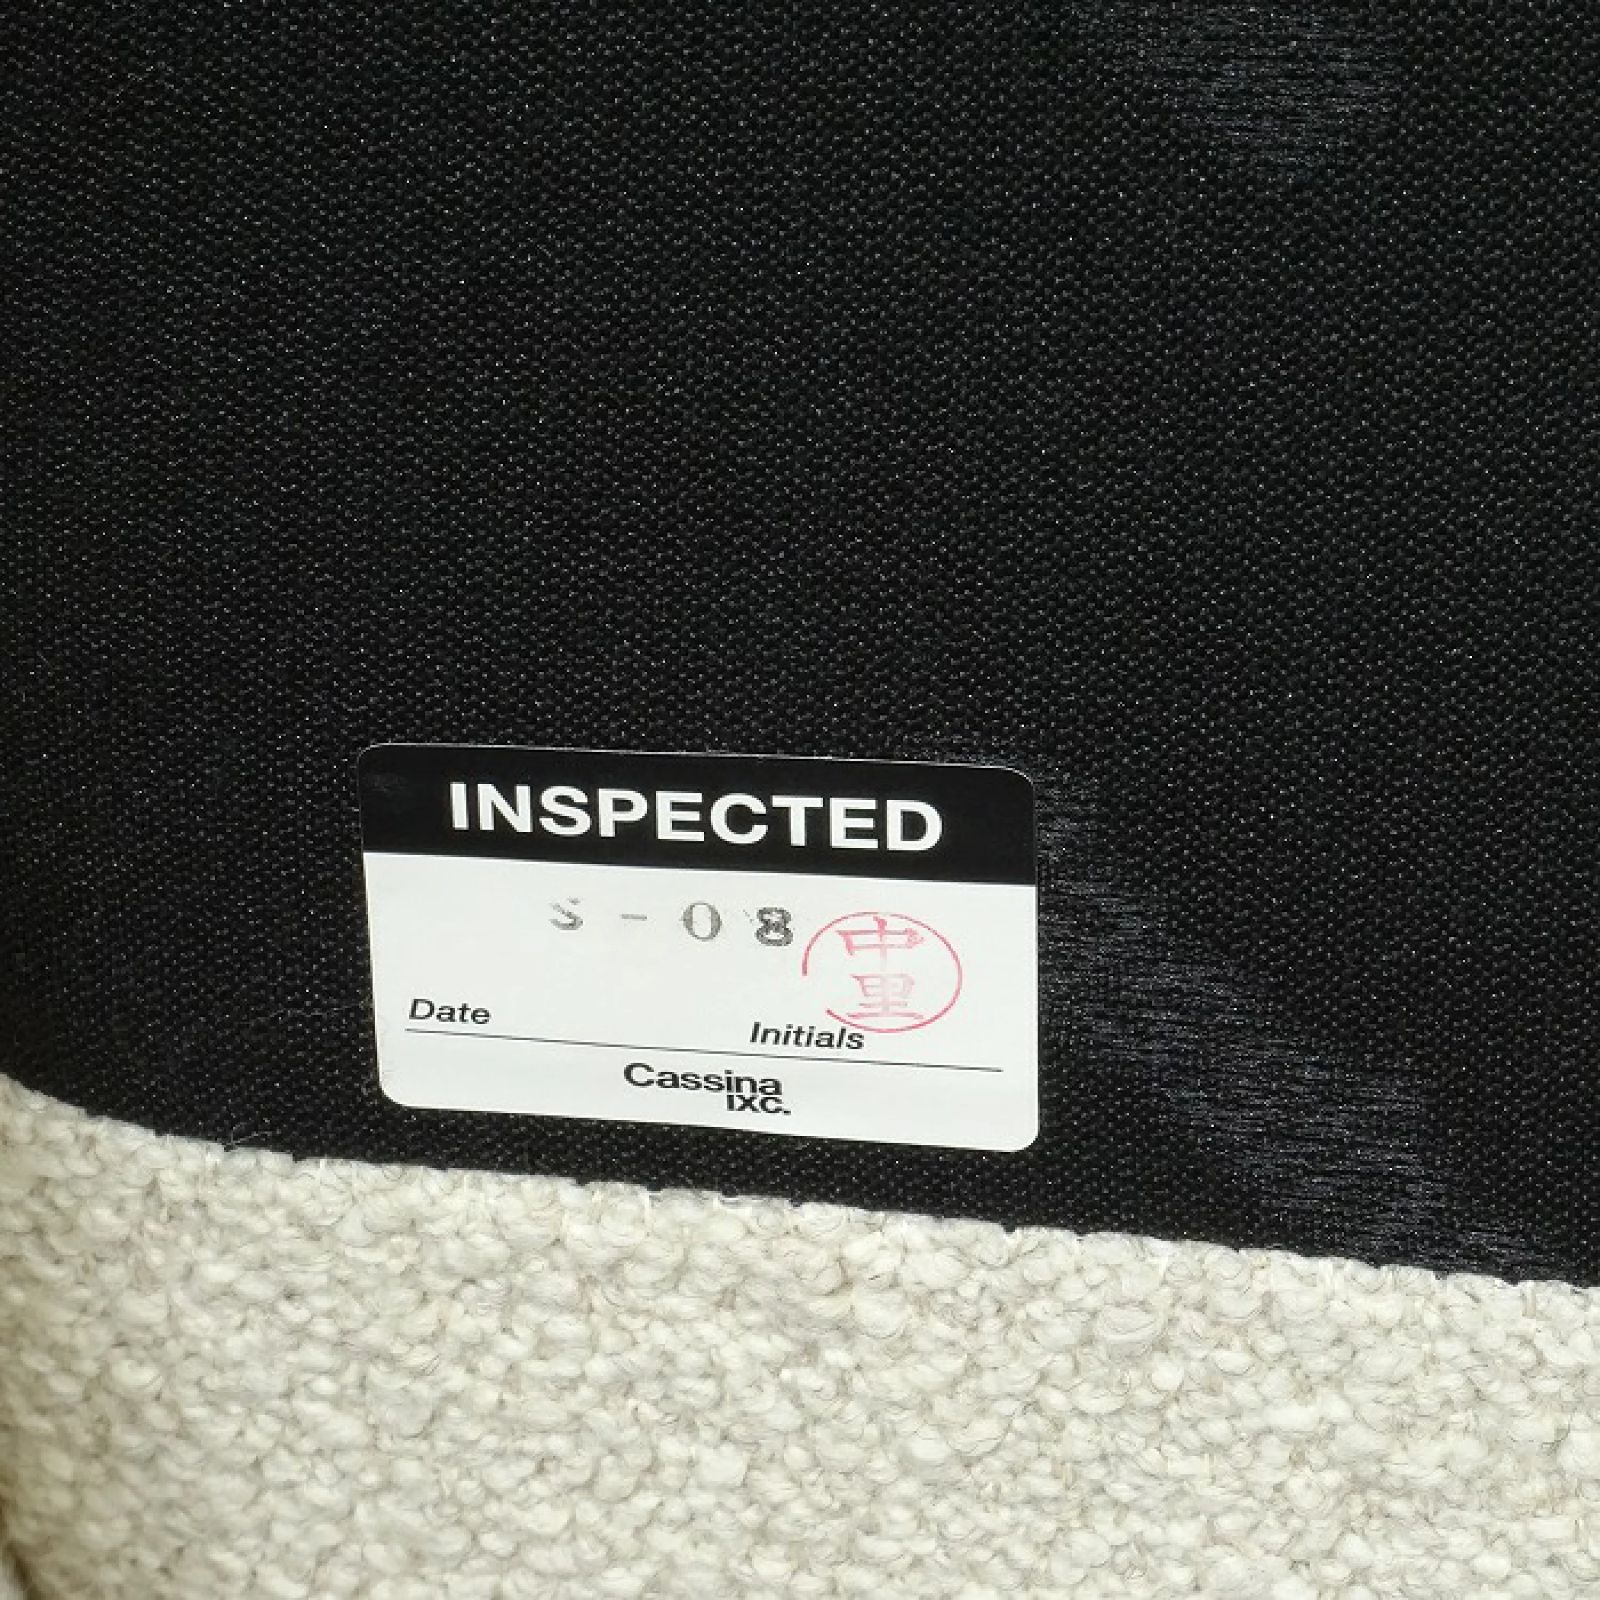 INSPECTED
S - 08
中里
Date
Initials
Cassina
IXC.